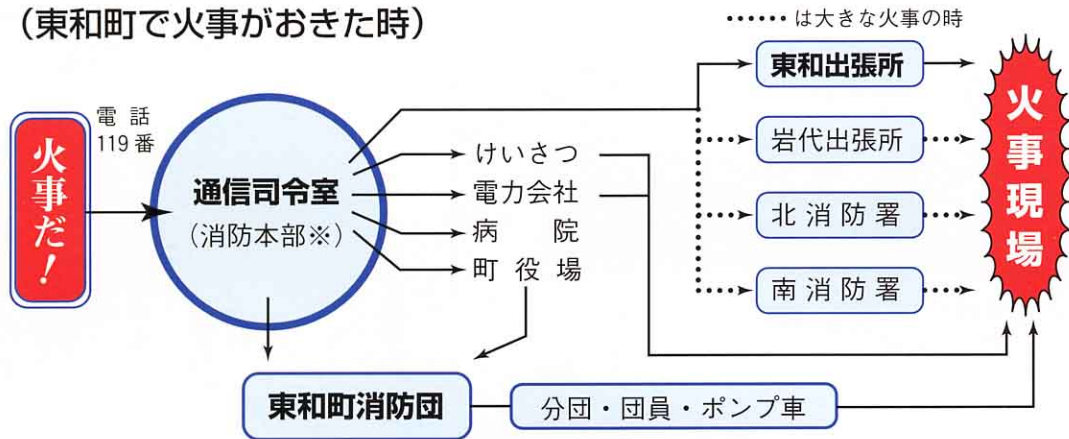 （東和町で火事がおきた時）
•••••• は大きな火事の時
火事だ！
電 話
119 番
通信司令室
（消防本部※）
けいさつ
電力会社
病 院
町 役 場
東和出張所
岩代出張所
北 消 防 署
南 消 防 署
火事現場
東和町消防団
分団・団員・ポンプ車